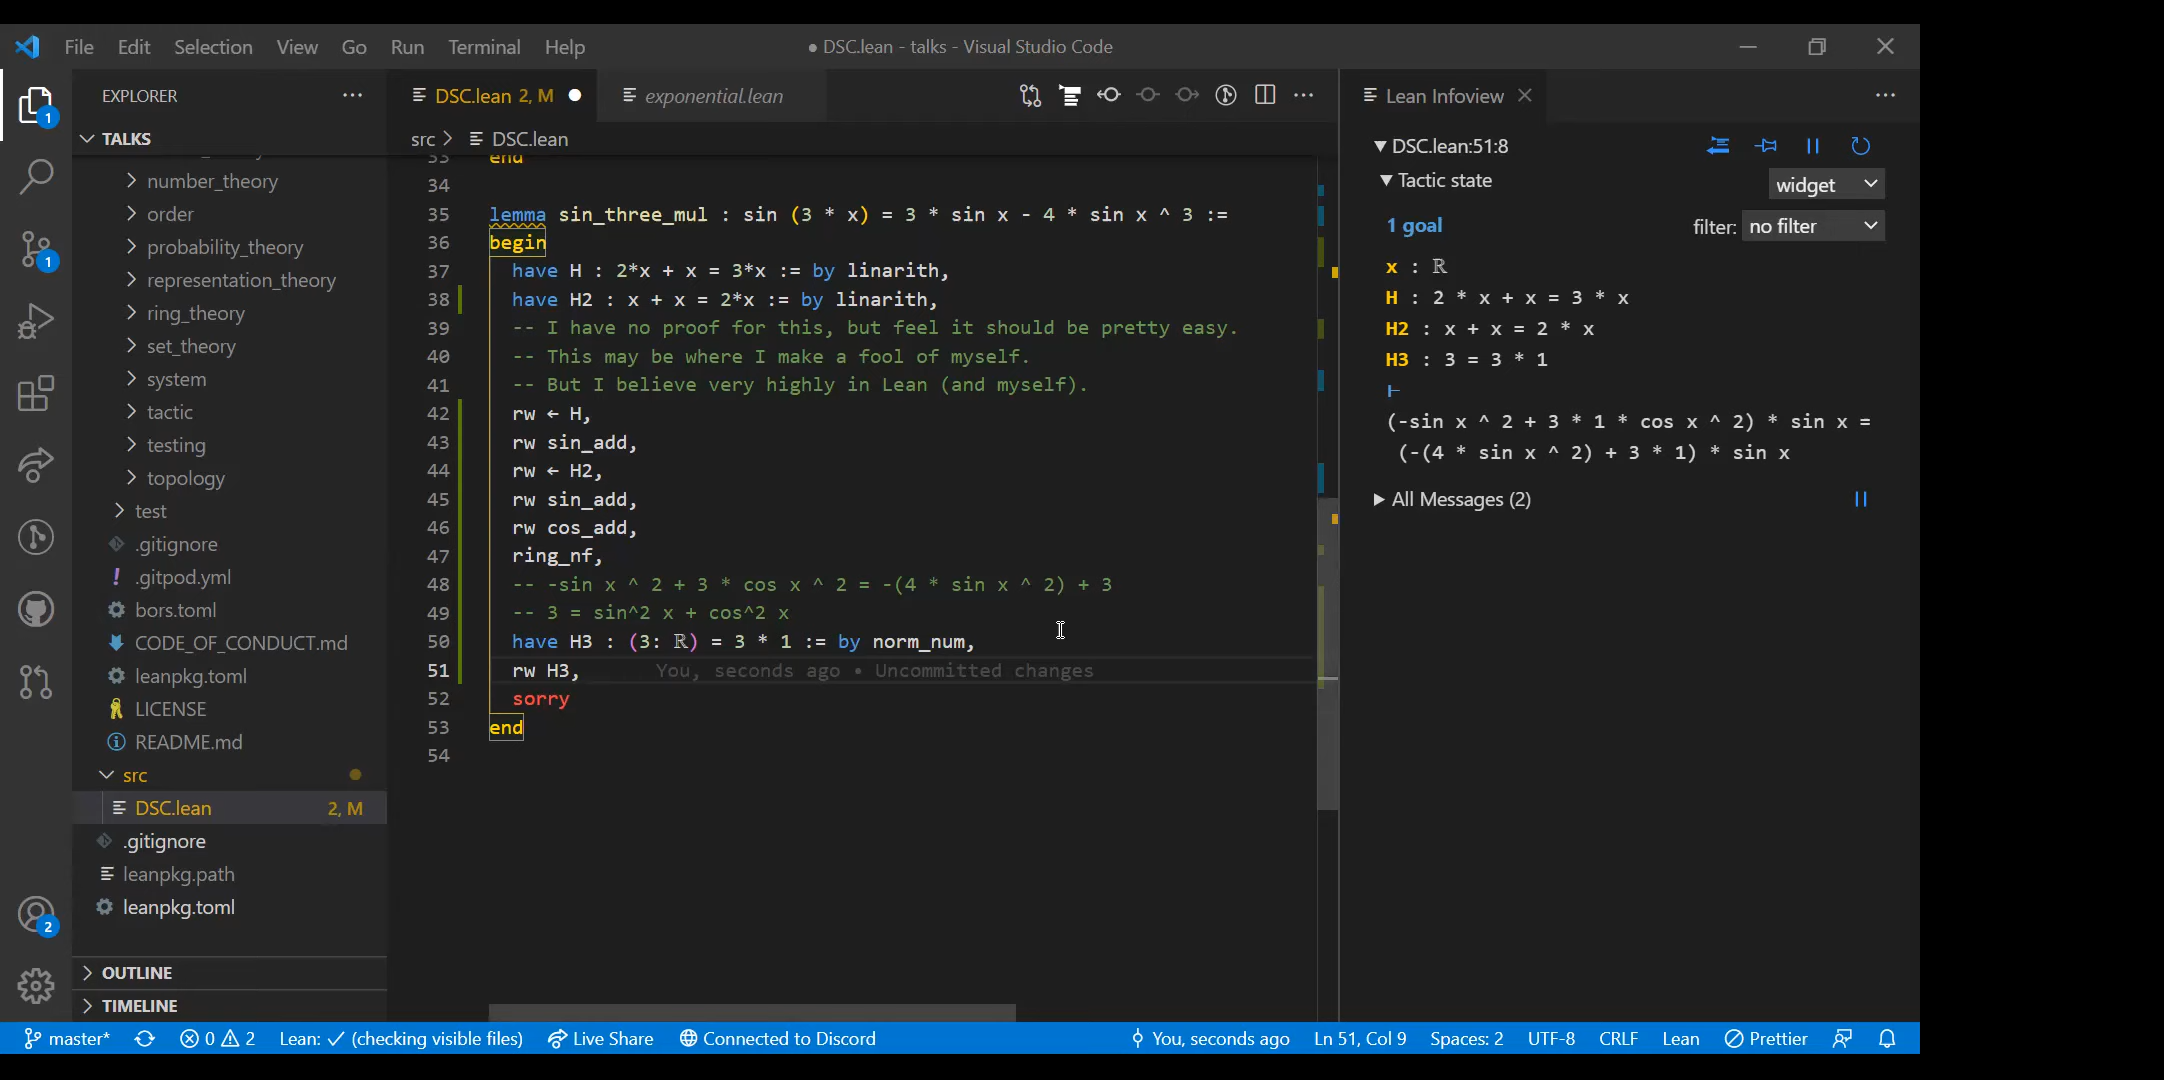 File Edit Selection View Go Run Terminal Help
● DSC.lean - talks - Visual Studio Code
EXPLORER
DSC.lean 2, M ●
exponential.lean
Lean Infoview
TALKS
number_theory
order
probability_theory
representation_theory
ring_theory
set_theory
system
tactic
testing
topology
test
.gitignore
.gitpod.yml
bors.toml
CODE_OF_CONDUCT.md
leanpkg.toml
LICENSE
README.md
src
DSC.lean 2, M
.gitignore
leanpkg.path
leanpkg.toml
OUTLINE
TIMELINE
1
1
2
src > DSC.lean
33 end
34
35 lemma sin_three_mul : sin (3 * x) = 3 * sin x - 4 * sin x ^ 3 :=
36 begin
37 have H : 2*x + x = 3*x := by linarith,
38 have H2 : x + x = 2*x := by linarith,
39 -- I have no proof for this, but feel it should be pretty easy.
40 -- This may be where I make a fool of myself.
41 -- But I believe very highly in Lean (and myself).
42 rw ← H,
43 rw sin_add,
44 rw ← H2,
45 rw sin_add,
46 rw cos_add,
47 ring_nf,
48 -- -sin x ^ 2 + 3 * cos x ^ 2 = -(4 * sin x ^ 2) + 3
49 -- 3 = sin^2 x + cos^2 x
50 have H3 : (3: ℝ) = 3 * 1 := by norm_num,
51 rw H3, You, seconds ago • Uncommitted changes
52 sorry
53 end
54
DSC.lean:51:8
Tactic state
widget
1 goal
filter: no filter
x : ℝ
H : 2 * x + x = 3 * x
H2 : x + x = 2 * x
H3 : 3 = 3 * 1
⊢
(-sin x ^ 2 + 3 * 1 * cos x ^ 2) * sin x =
(-(4 * sin x ^ 2) + 3 * 1) * sin x
All Messages (2)
master* 0 2 Lean: ✓ (checking visible files) Live Share Connected to Discord You, seconds ago Ln 51, Col 9 Spaces: 2 UTF-8 CRLF Lean Prettier